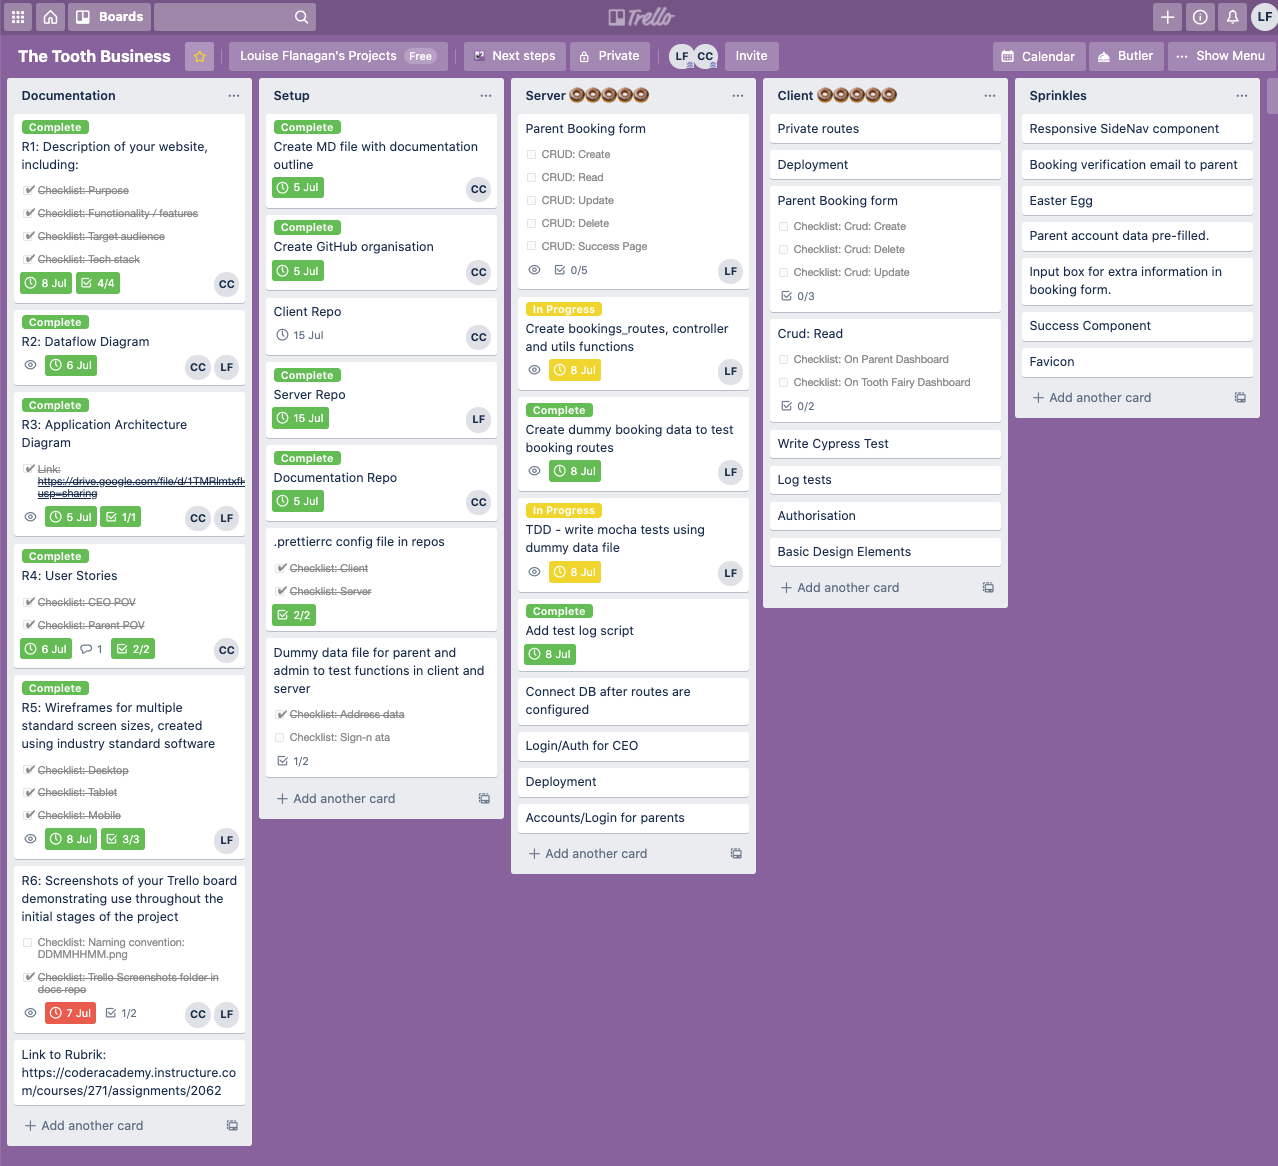 Boards
Trello
LF
The Tooth Business
Louise Flanagan's Projects Free
Next steps
Private
LF CC
Invite
Calendar
Butler
Show Menu
Documentation
Complete
R1: Description of your website,
including:
Checklist: Purpose
Checklist: Functionality / features
Checklist: Target audience
Checklist: Tech stack
8 Jul 4/4 CC
Complete
R2: Dataflow Diagram
6 Jul CC LF
Complete
R3: Application Architecture
Diagram
Link:
https://drive.google.com/file/d/1TMRlmtxfk
usp=sharing
5 Jul 1/1 CC LF
Complete
R4: User Stories
Checklist: CEO POV
Checklist: Parent POV
6 Jul 1 2/2 CC
Complete
R5: Wireframes for multiple
standard screen sizes, created
using industry standard software
Checklist: Desktop
Checklist: Tablet
Checklist: Mobile
8 Jul 3/3 LF
R6: Screenshots of your Trello board
demonstrating use throughout the
initial stages of the project
Checklist: Naming convention:
DDMMHHMM.png
Checklist: Trello Screenshots folder in
docs repo
7 Jul 1/2 CC LF
Link to Rubrik:
https://coderacademy.instructure.co
m/courses/271/assignments/2062
+ Add another card
Setup
Complete
Create MD file with documentation
outline
5 Jul CC
Complete
Create GitHub organisation
5 Jul CC
Client Repo
15 Jul CC
Complete
Server Repo
15 Jul LF
Complete
Documentation Repo
5 Jul CC
.prettierrc config file in repos
Checklist: Client
Checklist: Server
2/2
Dummy data file for parent and
admin to test functions in client and
server
Checklist: Address data
Checklist: Sign-n ata
1/2
+ Add another card
Server 🍩🍩🍩🍩🍩
Parent Booking form
CRUD: Create
CRUD: Read
CRUD: Update
CRUD: Delete
CRUD: Success Page
0/5 LF
In Progress
Create bookings_routes, controller
and utils functions
8 Jul LF
Complete
Create dummy booking data to test
booking routes
8 Jul LF
In Progress
TDD - write mocha tests using
dummy data file
8 Jul LF
Complete
Add test log script
8 Jul
Connect DB after routes are
configured
Login/Auth for CEO
Deployment
Accounts/Login for parents
+ Add another card
Client 🍩🍩🍩🍩🍩
Private routes
Deployment
Parent Booking form
Checklist: Crud: Create
Checklist: Crud: Delete
Checklist: Crud: Update
0/3
Crud: Read
Checklist: On Parent Dashboard
Checklist: On Tooth Fairy Dashboard
0/2
Write Cypress Test
Log tests
Authorisation
Basic Design Elements
+ Add another card
Sprinkles
Responsive SideNav component
Booking verification email to parent
Easter Egg
Parent account data pre-filled.
Input box for extra information in
booking form.
Success Component
Favicon
+ Add another card